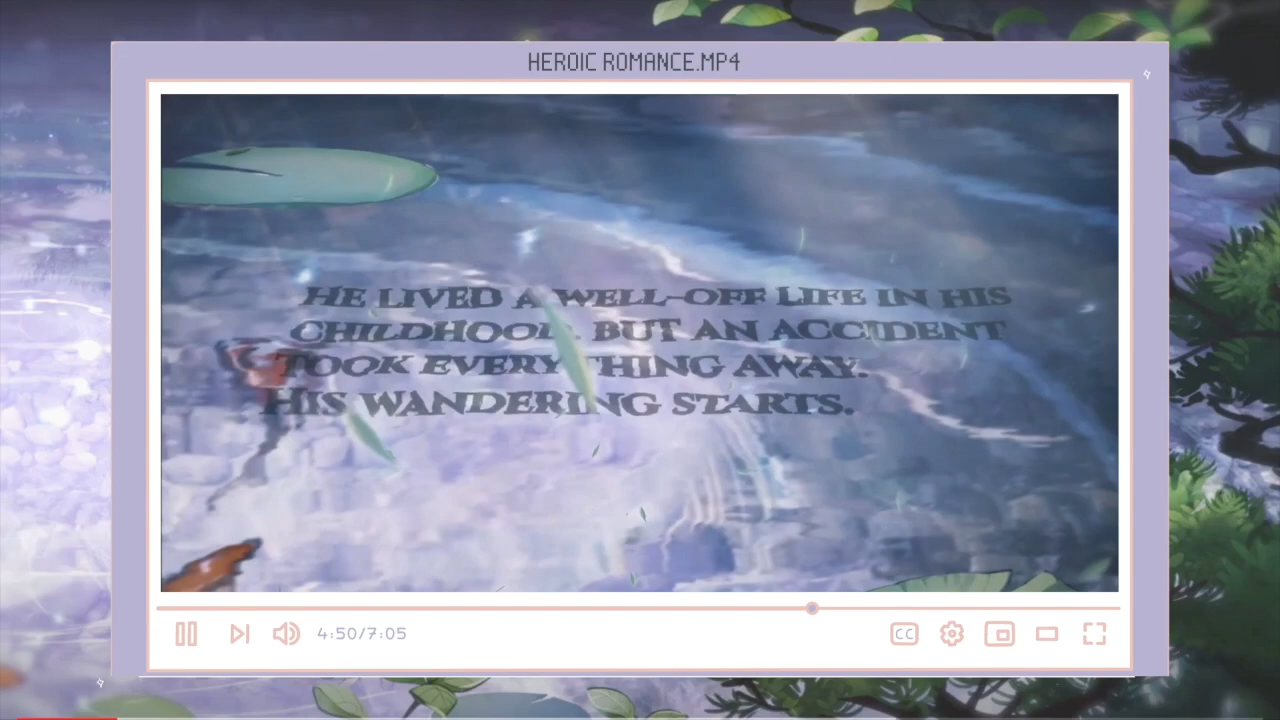 HEROIC ROMANCE.MP4
HE LIVED A WELL-OFF LIFE IN HIS
CHILDHOOD, BUT AN ACCIDENT
TOOK EVERYTHING AWAY.
HIS WANDERING STARTS.
4:50/7:05
CC